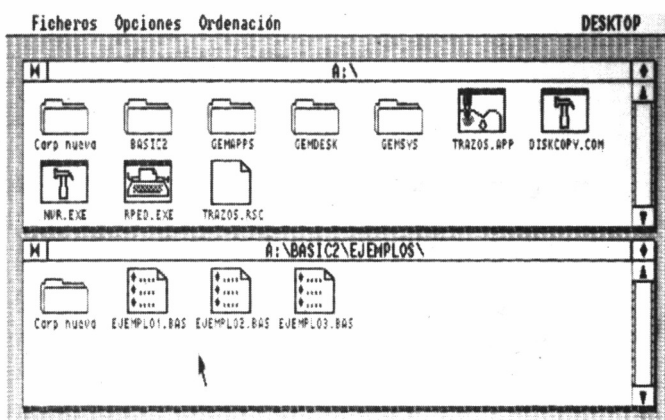 Ficheros Opciones Ordenación DESKTOP
A:\
Carp nueva BASIC2 GEMAPPS GEMDESK GEMSYS TRAZOS.APP DISKCOPY.COM
NVR.EXE RPED.EXE TRAZOS.RSC
A:\BASIC2\EJEMPLOS\
Carp nueva EJEMPLO1.BAS EJEMPLO2.BAS EJEMPLO3.BAS